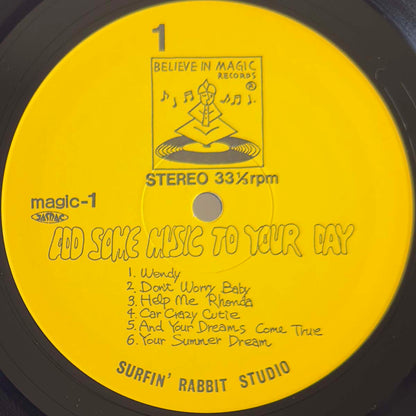 1
BELIEVE IN MAGIC
RECORDS
®
STEREO 33⅓rpm
magic-1
JASRAC
ADD SOME MUSIC TO YOUR DAY
1. Wendy
2. Don't Worry Baby
3. Help Me Rhonda
4. Car Crazy Cutie
5. And Your Dreams Come True
6. Your Summer Dream
SURFIN' RABBIT STUDIO